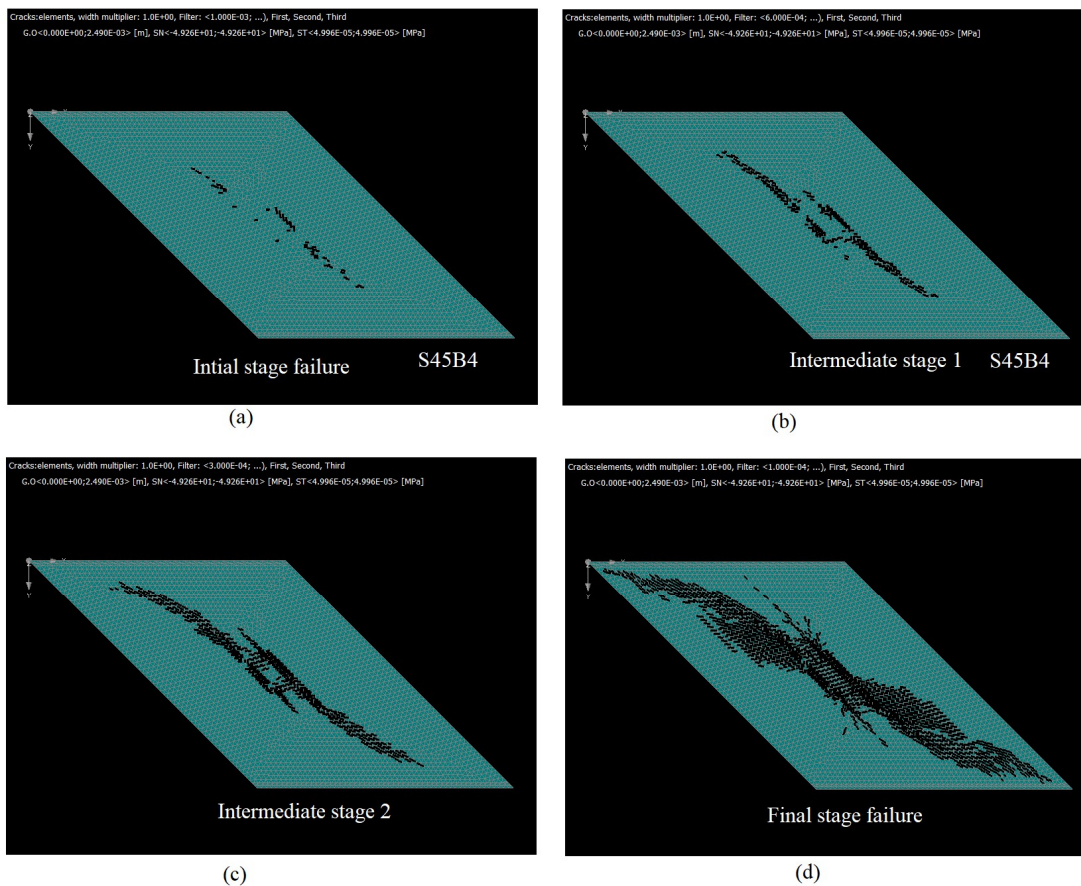 Cracks:elements, width multiplier: 1.0E+00, Filter: <1.000E-03; ...), First, Second, Third
G.O<0.000E+00;2.490E-03> [m], SN<-4.926E+01;-4.926E+01> [MPa], ST<4.996E-05;4.996E-05> [MPa]
Y
Intial stage failure
S45B4
(a)
Cracks:elements, width multiplier: 1.0E+00, Filter: <6.000E-04; ...), First, Second, Third
G.O<0.000E+00;2.490E-03> [m], SN<-4.926E+01;-4.926E+01> [MPa], ST<4.996E-05;4.996E-05> [MPa]
Y
Intermediate stage 1
S45B4
(b)
Cracks:elements, width multiplier: 1.0E+00, Filter: <3.000E-04; ...), First, Second, Third
G.O<0.000E+00;2.490E-03> [m], SN<-4.926E+01;-4.926E+01> [MPa], ST<4.996E-05;4.996E-05> [MPa]
Y
Intermediate stage 2
(c)
Cracks:elements, width multiplier: 1.0E+00, Filter: <1.000E-04; ...), First, Second, Third
G.O<0.000E+00;2.490E-03> [m], SN<-4.926E+01;-4.926E+01> [MPa], ST<4.996E-05;4.996E-05> [MPa]
Y
Final stage failure
(d)